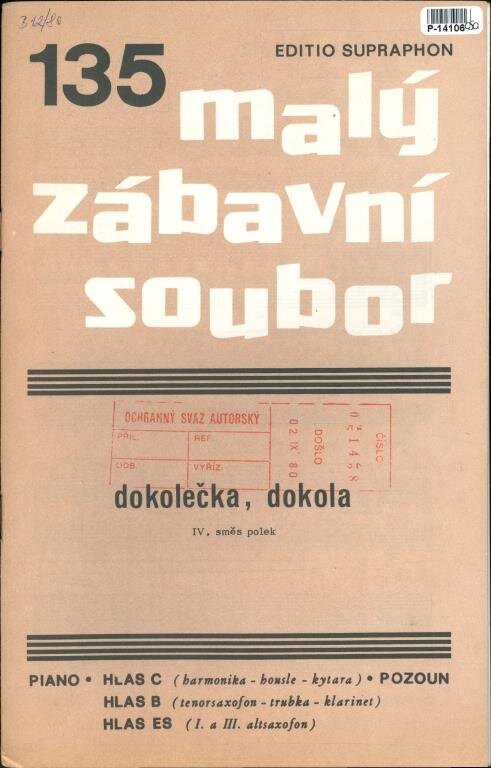 312/80
P-14106
135
EDITIO SUPRAPHON
malý
zábavní
soubor
OCHRANNÝ SVAZ AUTORSKÝ
PŘIL.
REF.
ODB.
VYŘÍZ.
02 IX 80
DOŠLO
ČÍSLO
dokolečka, dokola
IV. směs polek
PIANO • HLAS C (harmonika - housle - kytara) • POZOUN
HLAS B (tenorsaxofon - trubka - klarinet)
HLAS ES (I. a III. altsaxofon)